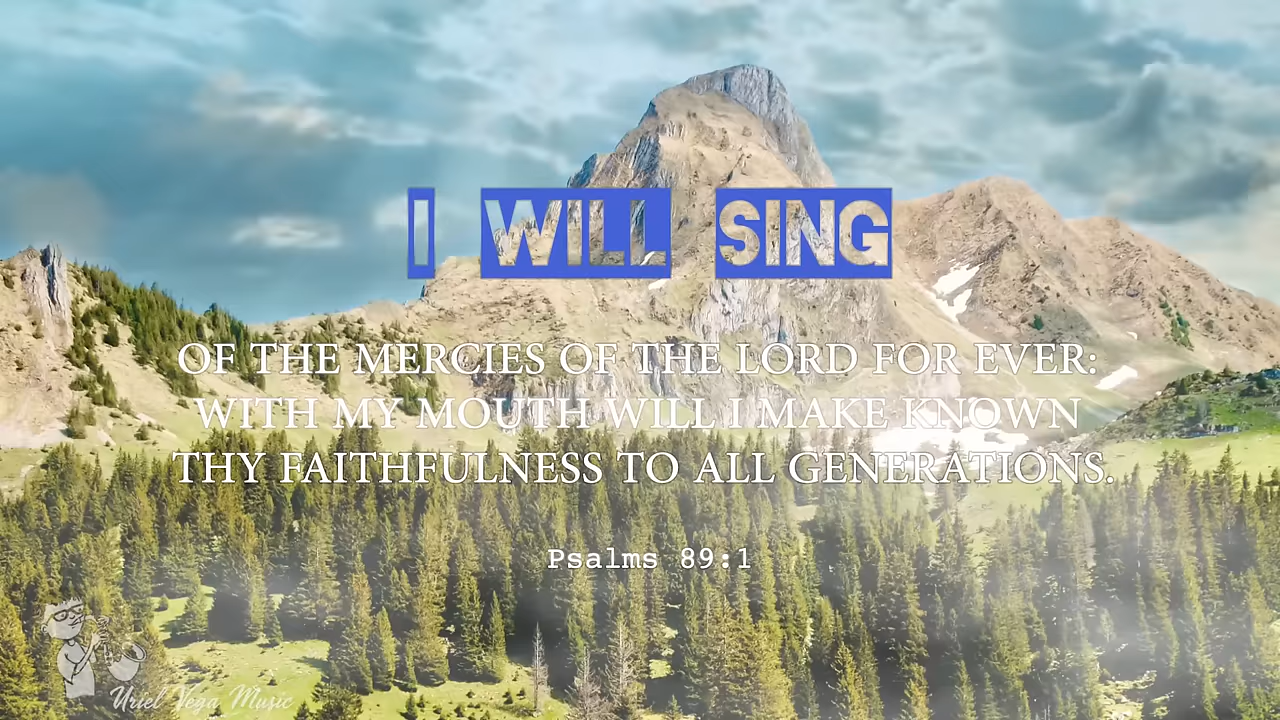 I WILL SING
OF THE MERCIES OF THE LORD FOR EVER:
WITH MY MOUTH WILL I MAKE KNOWN
THY FAITHFULNESS TO ALL GENERATIONS.
Psalms 89:1
Uriel Vega Music